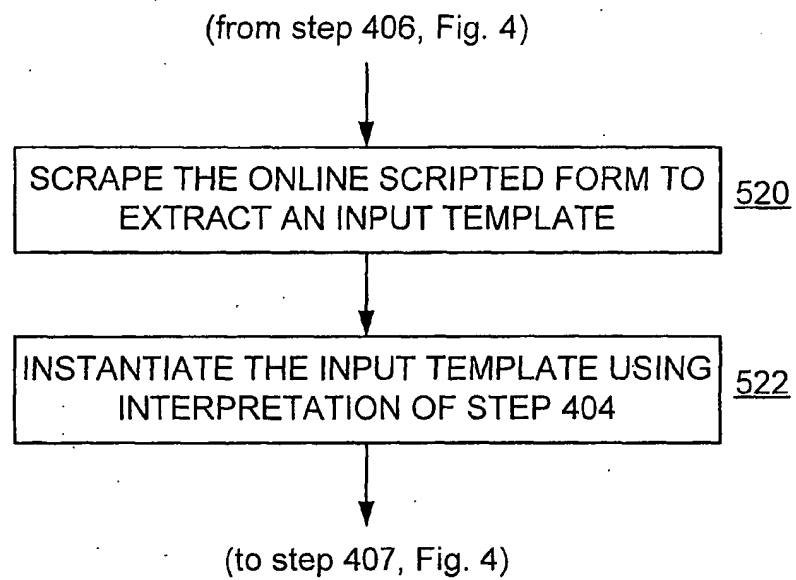 (from step 406, Fig. 4)
SCRAPE THE ONLINE SCRIPTED FORM TO
EXTRACT AN INPUT TEMPLATE
520
INSTANTIATE THE INPUT TEMPLATE USING
INTERPRETATION OF STEP 404
522
(to step 407, Fig. 4)